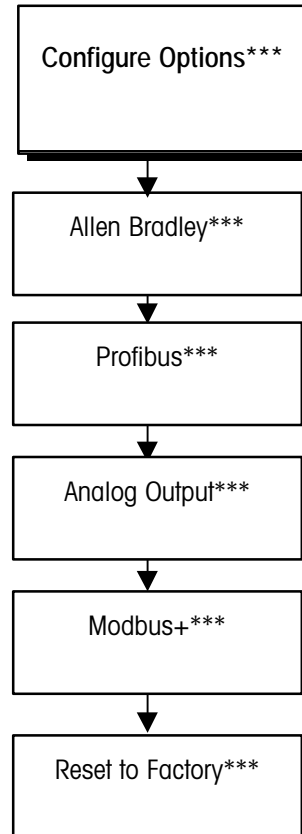 Configure Options***
Allen Bradley***
Profibus***
Analog Output***
Modbus+***
Reset to Factory***